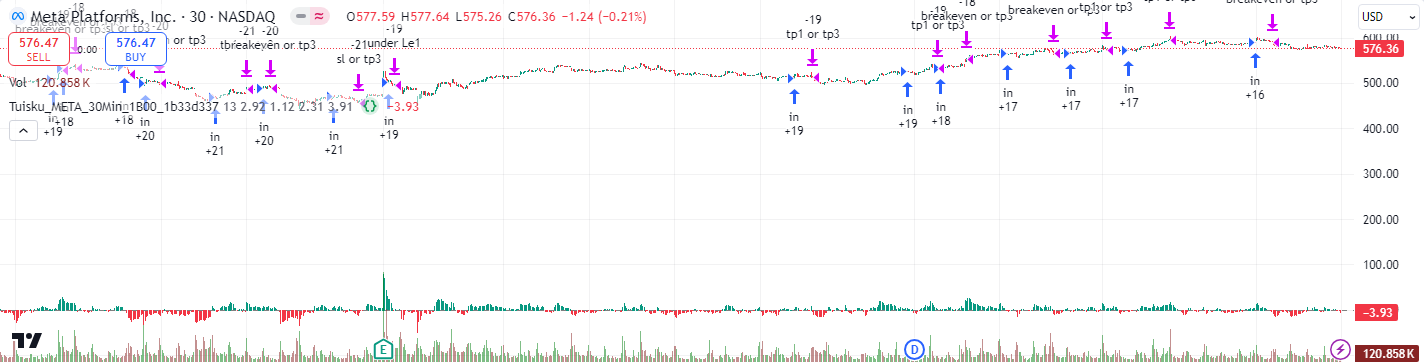 Meta Platforms, Inc. · 30 · NASDAQ
O577.59 H577.64 L575.26 C576.36 −1.24 (−0.21%)
USD
576.47
SELL
0.00
576.47
BUY
Vol 120.858 K
Tuisku_META_30Min_1B00_1b33d337 13 2.92 1.12 2.31 3.91 −3.93
-19
-18
-18
breakeven or tp3
-20
or tp3
-21
-20
breakeven or tp3
-21
sl or tp3
-19
under Le1
-19
tp1 or tp3
-19
tp1 or tp3
-18
breakeven or tp3
breakeven or tp3
tp1 or tp3
breakeven or tp3
in
+19
+18
+18
in
+20
in
+21
in
+20
in
+21
in
+19
in
+19
in
+19
in
+18
in
+17
in
+17
in
+17
in
+16
600.00
576.36
500.00
400.00
300.00
200.00
100.00
−3.93
120.858 K
E
D